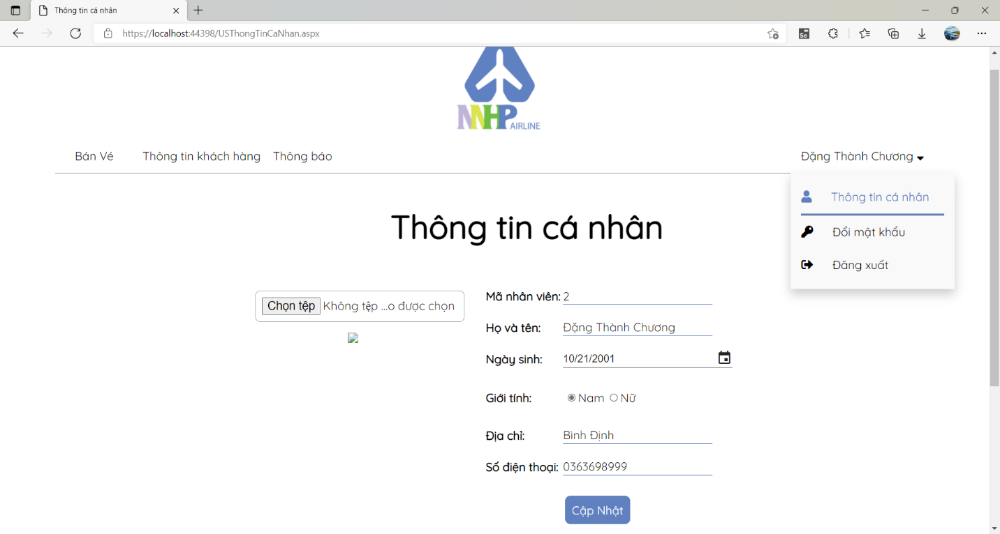 Thông tin cá nhân
https://localhost:44398/USThongTinCaNhan.aspx
Se
NNHP AIRLINE
Bán Vé Thông tin khách hàng Thông báo Đặng Thành Chương
Thông tin cá nhân
Đổi mật khẩu
Đăng xuất
Thông tin cá nhân
Chọn tệp Không tệp ...o được chọn
Mã nhân viên: 2
Họ và tên: Đặng Thành Chương
Ngày sinh: 10/21/2001
Giới tính: Nam Nữ
Địa chỉ: Bình Định
Số điện thoại: 0363698999
Cập Nhật